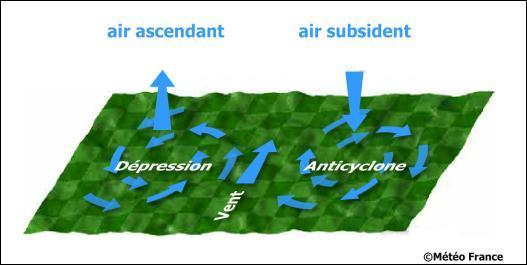 air ascendant
air subsident
Dépression
Anticyclone
Vent
©Météo France